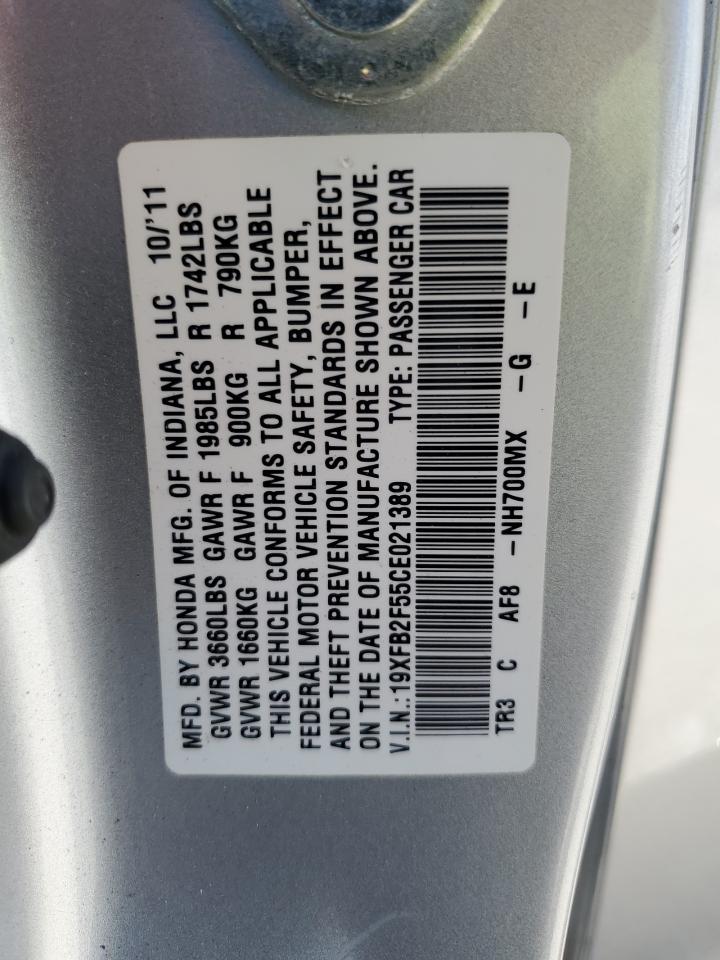 MFD. BY HONDA MFG. OF INDIANA, LLC 10/'11
GVWR 3660LBS GAWR F 1985LBS R 1742LBS
GVWR 1660KG GAWR F 900KG R 790KG
THIS VEHICLE CONFORMS TO ALL APPLICABLE
FEDERAL MOTOR VEHICLE SAFETY, BUMPER,
AND THEFT PREVENTION STANDARDS IN EFFECT
ON THE DATE OF MANUFACTURE SHOWN ABOVE.
V.I.N.:19XFB2F55CE021389 TYPE: PASSENGER CAR
TR3 C AF8 -NH700MX -G -E